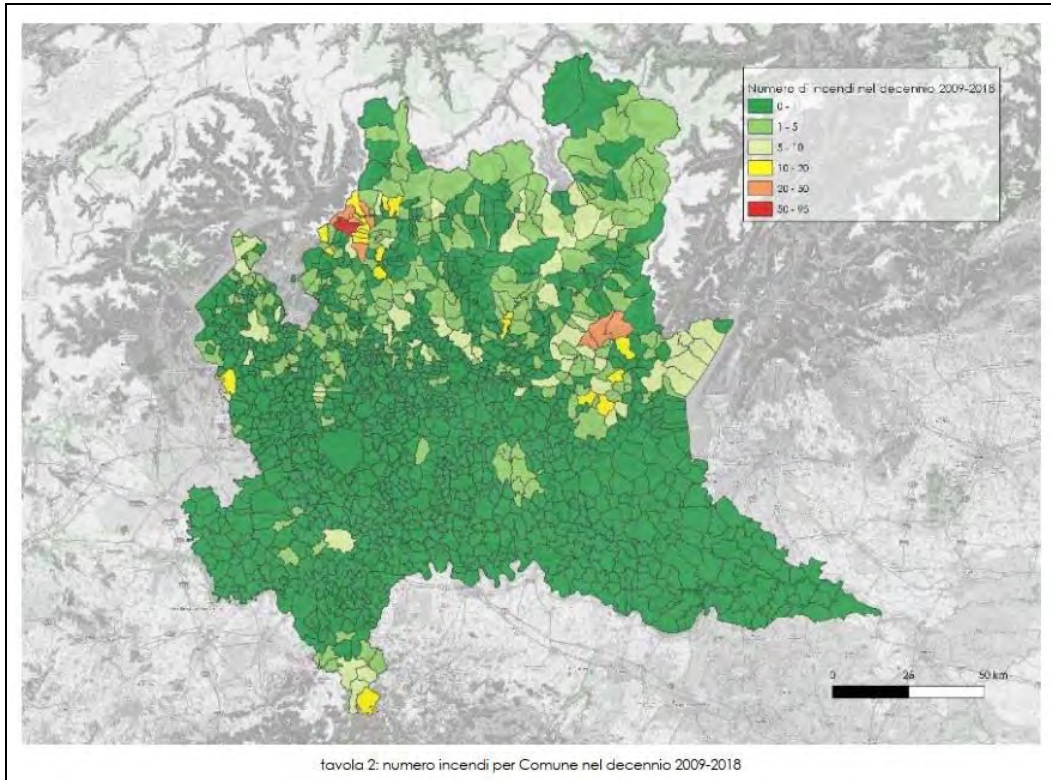 Numero di incendi nel decennio 2009-2018
0 - 1
1 - 5
5 - 10
10 - 20
20 - 50
50 - 95
0 25 50 km
tavola 2: numero incendi per Comune nel decennio 2009-2018